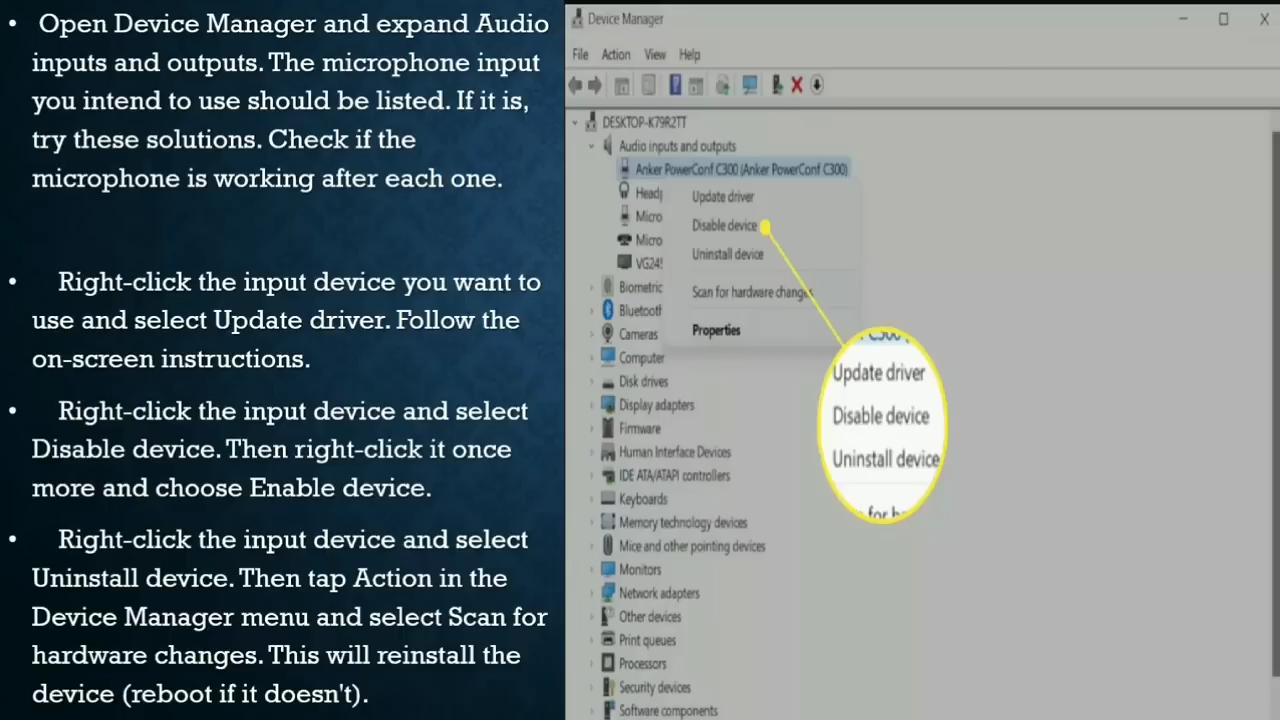 • Open Device Manager and expand Audio
inputs and outputs. The microphone input
you intend to use should be listed. If it is,
try these solutions. Check if the
microphone is working after each one.
• Right-click the input device you want to
use and select Update driver. Follow the
on-screen instructions.
• Right-click the input device and select
Disable device. Then right-click it once
more and choose Enable device.
• Right-click the input device and select
Uninstall device. Then tap Action in the
Device Manager menu and select Scan for
hardware changes. This will reinstall the
device (reboot if it doesn't).
Device Manager
File Action View Help
DESKTOP-K79R2TT
Audio inputs and outputs
Anker PowerConf C300 (Anker PowerConf C300)
Head
Micro
Micro
VG24
Update driver
Disable device
Uninstall device
Scan for hardware changes
Properties
Biometric
Bluetooth
Cameras
Computer
Disk drives
Display adapters
Firmware
Human Interface Devices
IDE ATA/ATAPI controllers
Keyboards
Memory technology devices
Mice and other pointing devices
Monitors
Network adapters
Other devices
Print queues
Processors
Security devices
Software components
C300
Update driver
Disable device
Uninstall device
for h